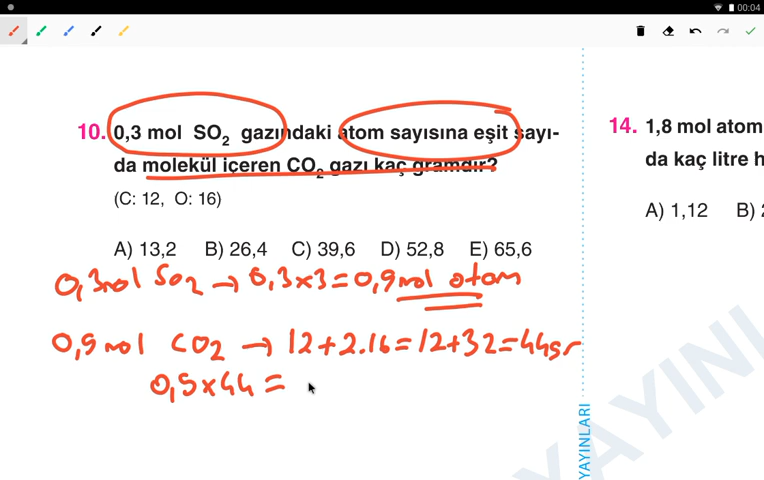 00:04
10. 0,3 mol SO₂ gazındaki atom sayısına eşit sayı-
da molekül içeren CO₂ gazı kaç gramdır?
(C: 12, O: 16)
A) 13,2 B) 26,4 C) 39,6 D) 52,8 E) 65,6
0,3mol SO₂ → 0,3x3=0,9mol atom
0,9mol CO₂ → 12+2.16=12+32=44gr
0,9x44=
14. 1,8 mol atom
da kaç litre h
A) 1,12 B)
YAYINLARI
YAYIN